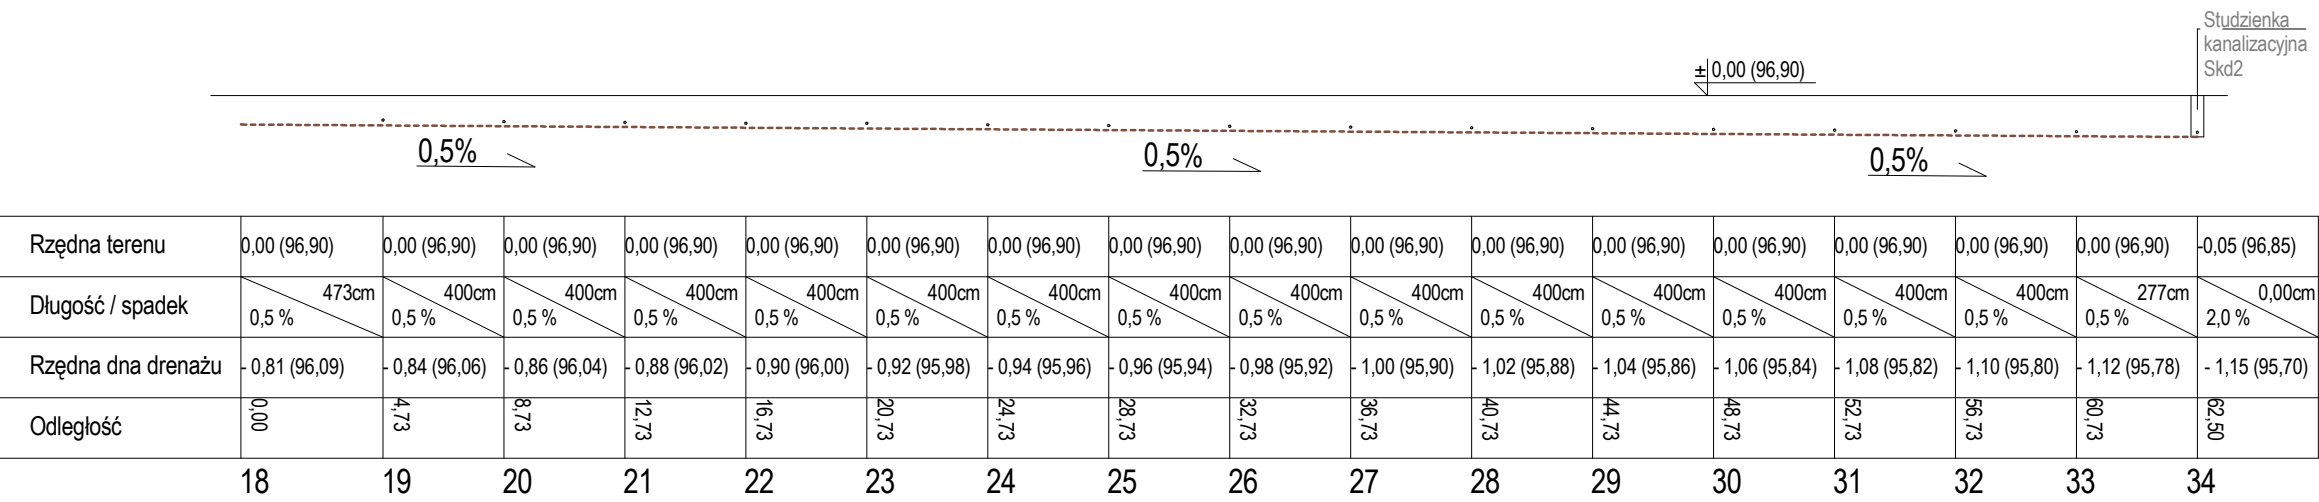 Studzienka
kanalizacyjna
Skd2
± 0,00 (96,90)
0,5%
0,5%
0,5%
Rzędna terenu 0,00 (96,90) 0,00 (96,90) 0,00 (96,90) 0,00 (96,90) 0,00 (96,90) 0,00 (96,90) 0,00 (96,90) 0,00 (96,90) 0,00 (96,90) 0,00 (96,90) 0,00 (96,90) 0,00 (96,90) 0,00 (96,90) 0,00 (96,90) 0,00 (96,90) 0,00 (96,90) -0,05 (96,85)
473cm 400cm 400cm 400cm 400cm 400cm 400cm 400cm 400cm 400cm 400cm 400cm 400cm 400cm 400cm 277cm 0,00cm
Długość / spadek
0,5 % 0,5 % 0,5 % 0,5 % 0,5 % 0,5 % 0,5 % 0,5 % 0,5 % 0,5 % 0,5 % 0,5 % 0,5 % 0,5 % 0,5 % 0,5 % 2,0 %
Rzędna dna drenażu - 0,81 (96,09) - 0,84 (96,06) - 0,86 (96,04) - 0,88 (96,02) - 0,90 (96,00) - 0,92 (95,98) - 0,94 (95,96) - 0,96 (95,94) - 0,98 (95,92) - 1,00 (95,90) - 1,02 (95,88) - 1,04 (95,86) - 1,06 (95,84) - 1,08 (95,82) - 1,10 (95,80) - 1,12 (95,78) - 1,15 (95,70)
Odległość 0,00 4,73 8,73 12,73 16,73 20,73 24,73 28,73 32,73 36,73 40,73 44,73 48,73 52,73 56,73 60,73 62,50
18 19 20 21 22 23 24 25 26 27 28 29 30 31 32 33 34